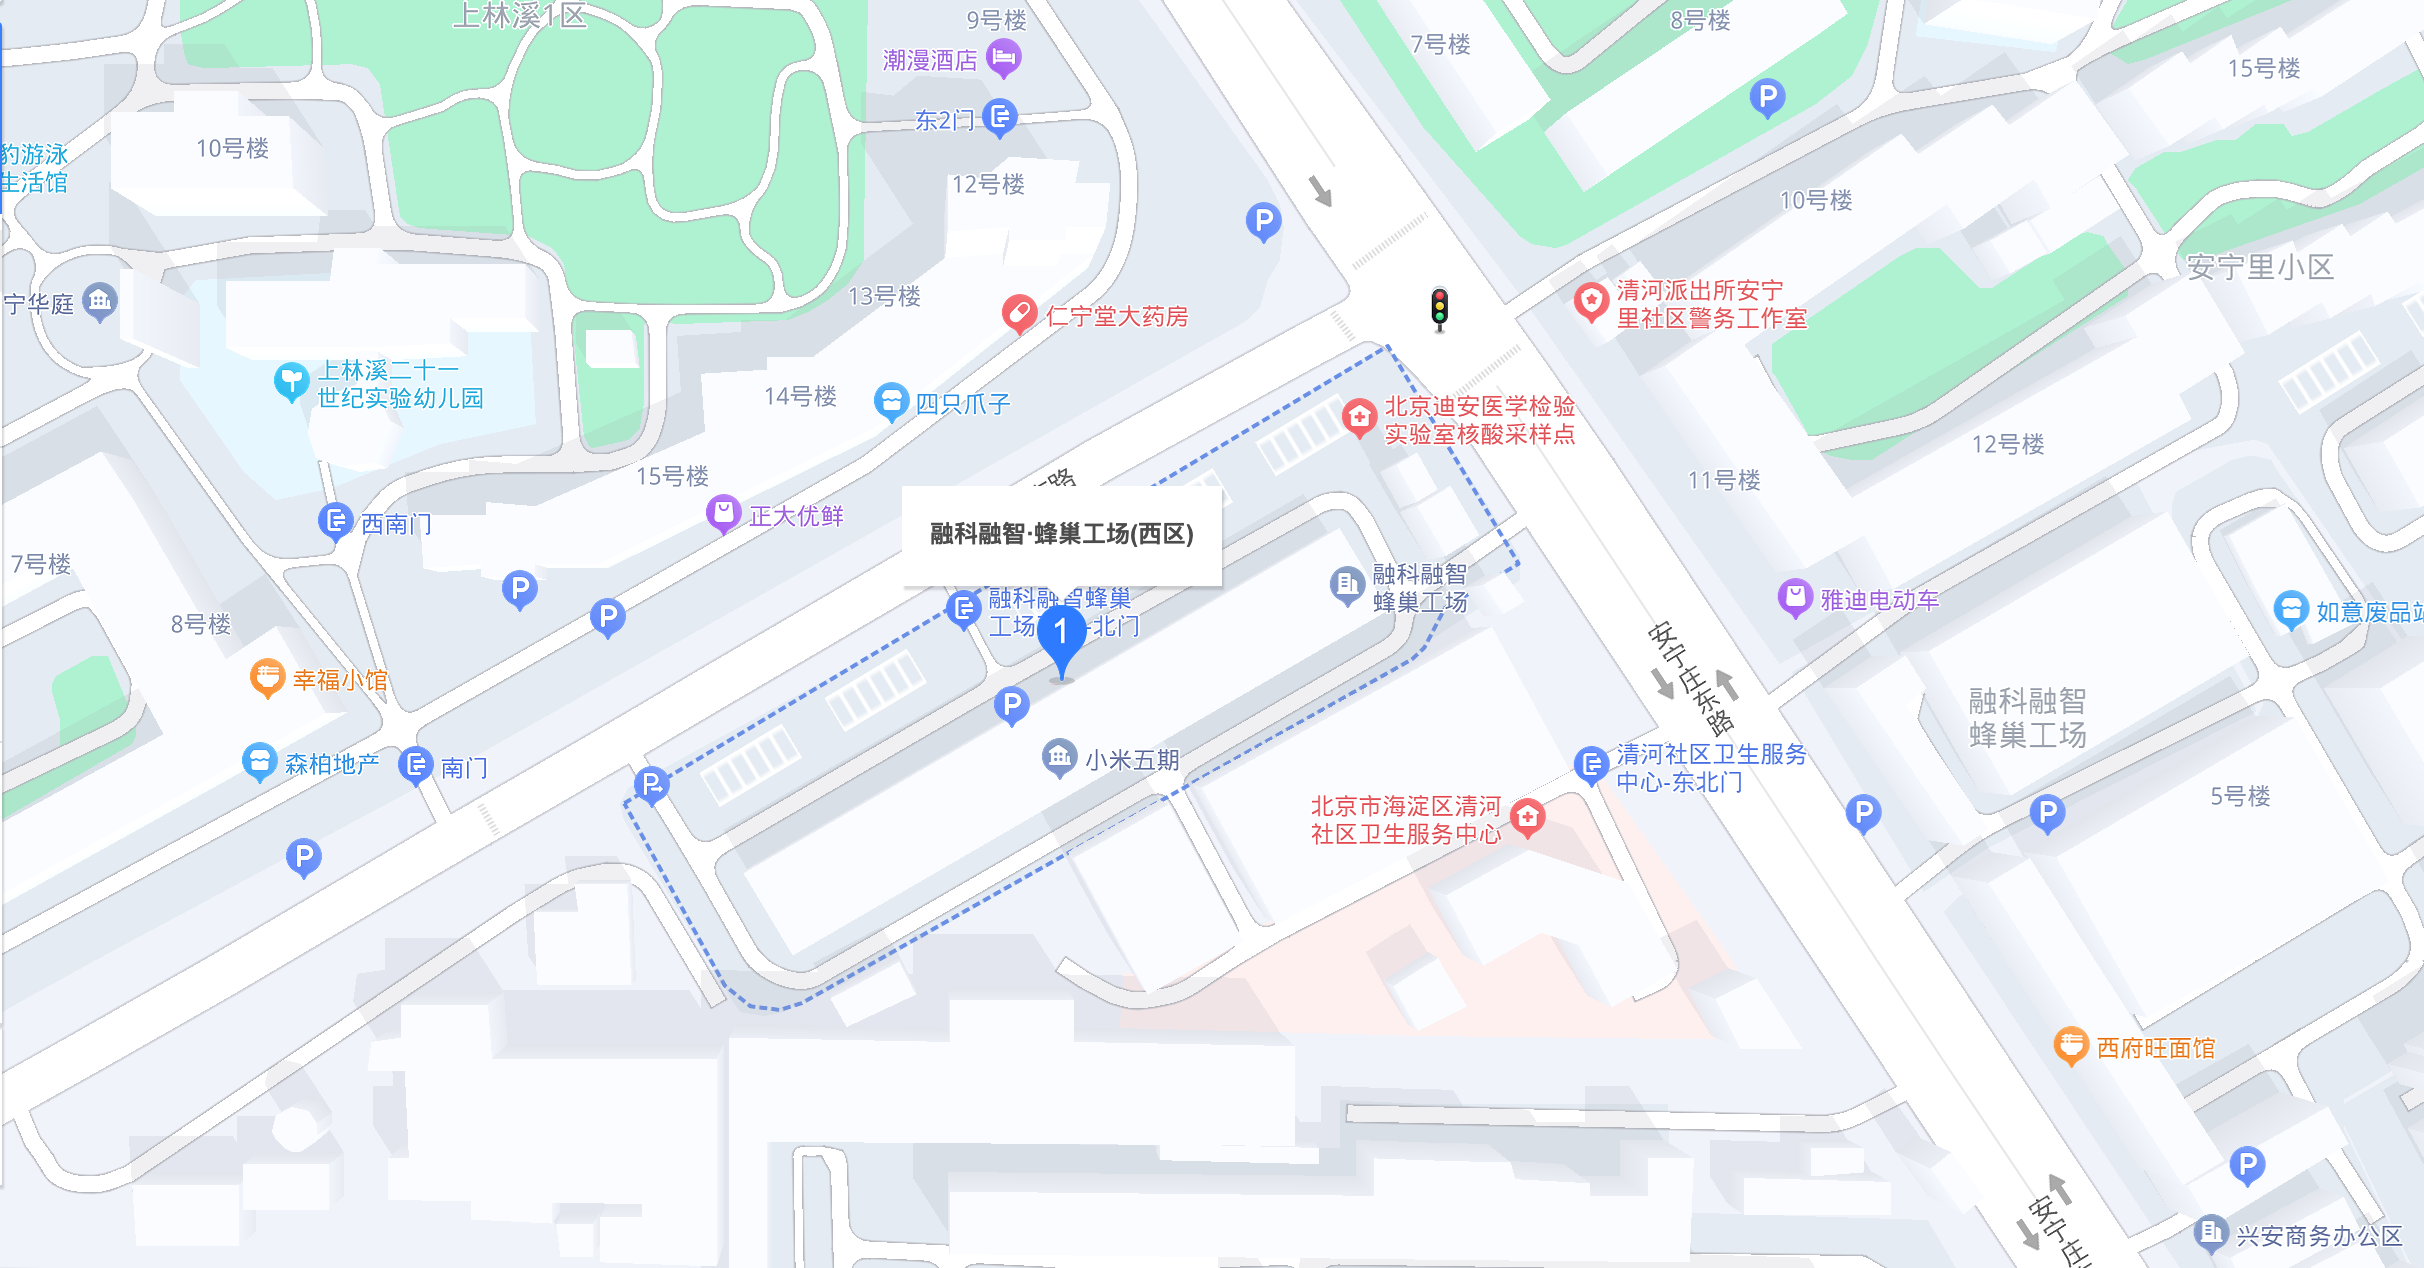 上林溪1区
9号楼
潮漫酒店
东2门
10号楼
豹游泳
生活馆
12号楼
7号楼
8号楼
15号楼
10号楼
安宁里小区
13号楼
宁华庭
仁宁堂大药房
清河派出所安宁
里社区警务工作室
上林溪二十一
世纪实验幼儿园
14号楼
四只爪子
北京迪安医学检验
实验室核酸采样点
12号楼
11号楼
15号楼
路
西南门
正大优鲜
融科融智·蜂巢工场(西区)
7号楼
8号楼
融科融智蜂巢
工场
-北门
1
融科融智
蜂巢工场
雅迪电动车
如意废品站
安宁庄东路
幸福小馆
融科融智
蜂巢工场
森柏地产
南门
小米五期
清河社区卫生服务
中心-东北门
北京市海淀区清河
社区卫生服务中心
5号楼
西府旺面馆
安宁庄
兴安商务办公区
P
P
P
P
P
P
P
P
P
P